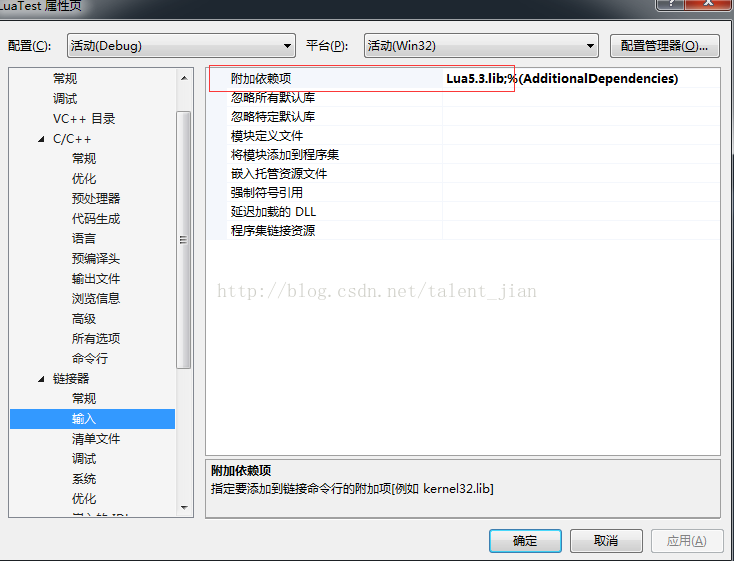 LuaTest 属性页
配置(C): 活动(Debug) 平台(P): 活动(Win32) 配置管理器(O)...
常规
调试
VC++ 目录
C/C++
常规
优化
预处理器
代码生成
语言
预编译头
输出文件
浏览信息
高级
所有选项
命令行
链接器
常规
输入
清单文件
调试
系统
优化
附加依赖项 Lua5.3.lib;%(AdditionalDependencies)
忽略所有默认库
忽略特定默认库
模块定义文件
将模块添加到程序集
嵌入托管资源文件
强制符号引用
延迟加载的 DLL
程序集链接资源
http://blog.csdn.net/talent_jian
附加依赖项
指定要添加到链接命令行的附加项[例如 kernel32.lib]
确定 取消 应用(A)